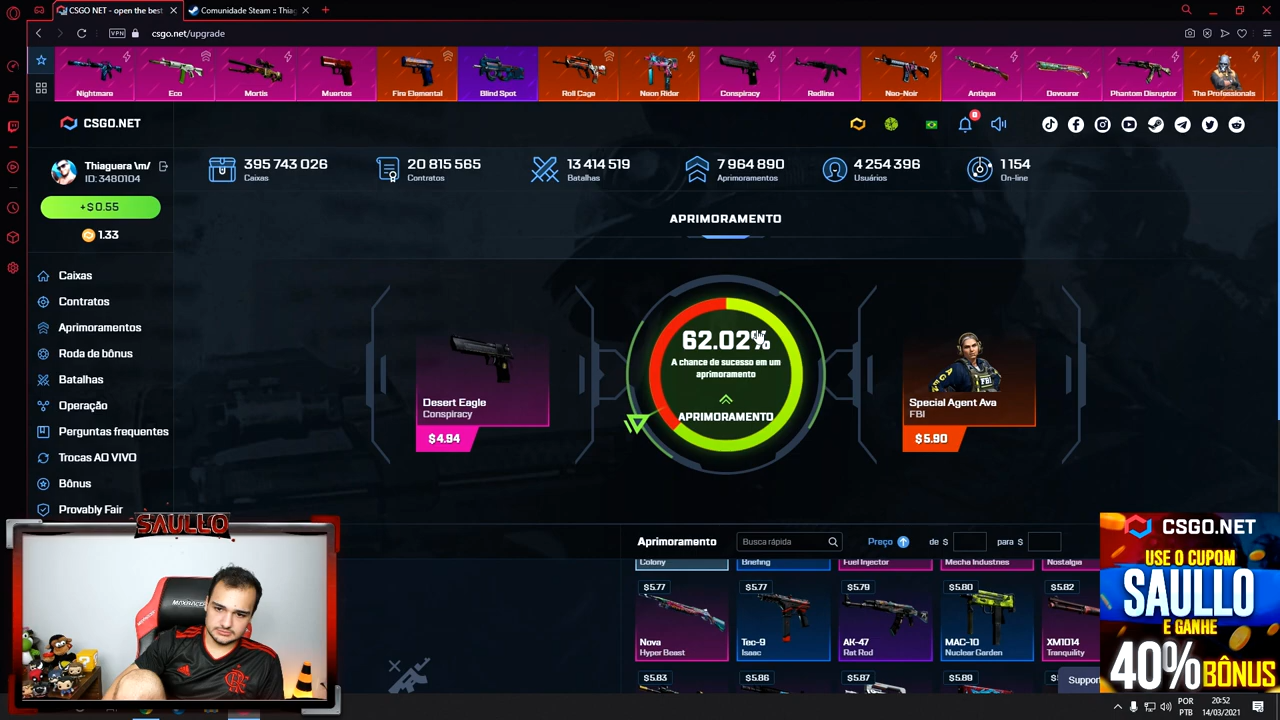 CSGO NET - open the best
Comunidade Steam :: Thiag
VPN
csgo.net/upgrade
Nightmare
Eco
Mortis
Muertos
Fire Elemental
Blind Spot
Roll Cage
Neon Rider
Conspiracy
Redline
Neo-Noir
Antique
Devourer
Phantom Disruptor
The Professionals
CSGO.NET
8
Thiaguera \m/
ID: 3480104
395 743 026
Caixas
20 815 565
Contratos
13 414 519
Batalhas
7 964 890
Aprimoramentos
4 254 396
Usuários
1 154
On-line
+$ 0.55
1.33
APRIMORAMENTO
Caixas
Contratos
Aprimoramentos
Roda de bônus
Batalhas
Operação
Perguntas frequentes
Trocas AO VIVO
Bônus
Provably Fair
62.02%
A chance de sucesso em um
aprimoramento
APRIMORAMENTO
Desert Eagle
Conspiracy
$4.94
Special Agent Ava
FBI
$5.90
Aprimoramento
Busca rápida
Preço
de $
para $
Colony
Briefing
Fuel Injector
Mecha Industries
Nostalgia
$5.77
Nova
Hyper Beast
$5.77
Tec-9
Isaac
$5.79
AK-47
Rat Rod
$5.80
MAC-10
Nuclear Garden
$5.82
XM1014
Tranquility
$5.83
$5.86
$5.87
$5.89
Support
SAULLO
CSGO.NET
USE O CUPOM
SAULLO
E GANHE
40% BÔNUS
POR
PTB
20:52
14/03/2021